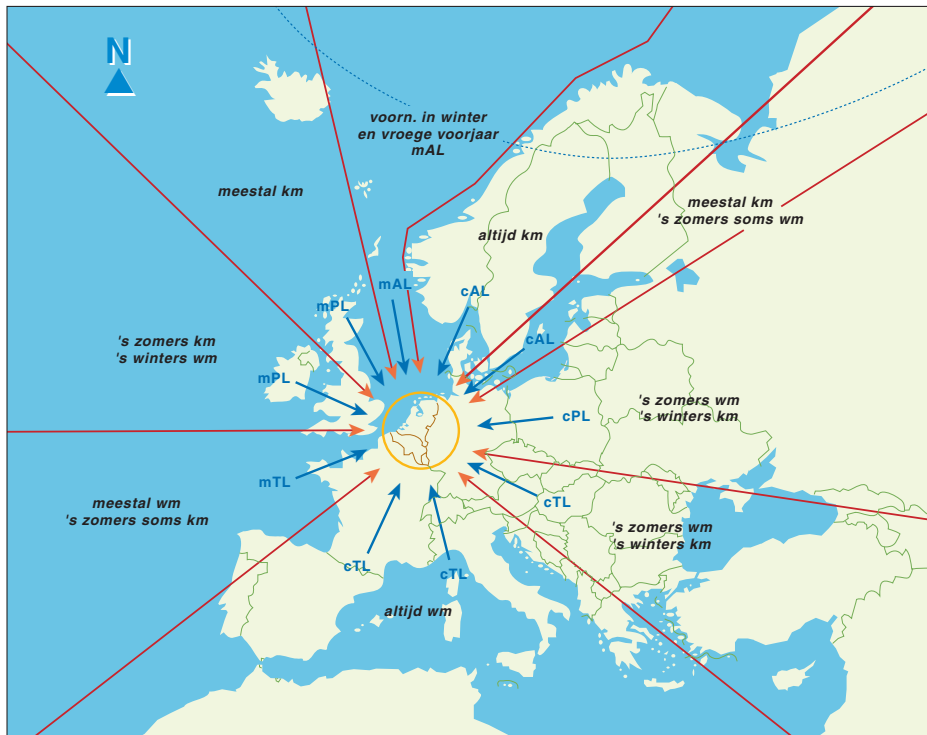 N
voorn. in winter
en vroege voorjaar
mAL
meestal km
meestal km
's zomers soms wm
altijd km
mAL
cAL
mPL
's zomers km
's winters wm
cAL
mPL
's zomers wm
's winters km
cPL
mTL
meestal wm
's zomers soms km
cTL
's zomers wm
's winters km
cTL
cTL
altijd wm